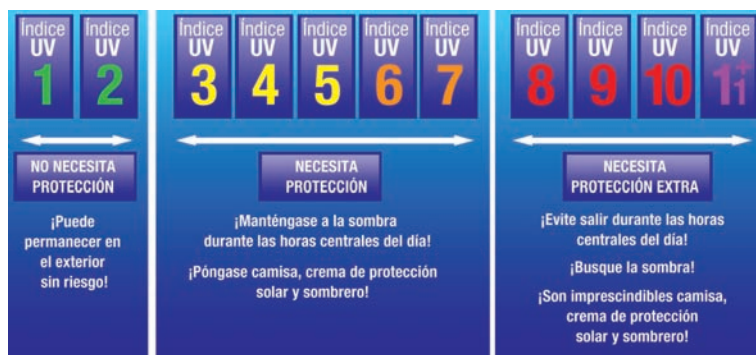 Índice UV 1
Índice UV 2
NO NECESITA
PROTECCIÓN
¡Puede
permanecer en
el exterior
sin riesgo!
Índice UV 3
Índice UV 4
Índice UV 5
Índice UV 6
Índice UV 7
NECESITA
PROTECCIÓN
¡Manténgase a la sombra
durante las horas centrales del día!
¡Póngase camisa, crema de protección
solar y sombrero!
Índice UV 8
Índice UV 9
Índice UV 10
Índice UV 11+
NECESITA
PROTECCIÓN EXTRA
¡Evite salir durante las horas
centrales del día!
¡Busque la sombra!
¡Son imprescindibles camisa,
crema de protección
solar y sombrero!